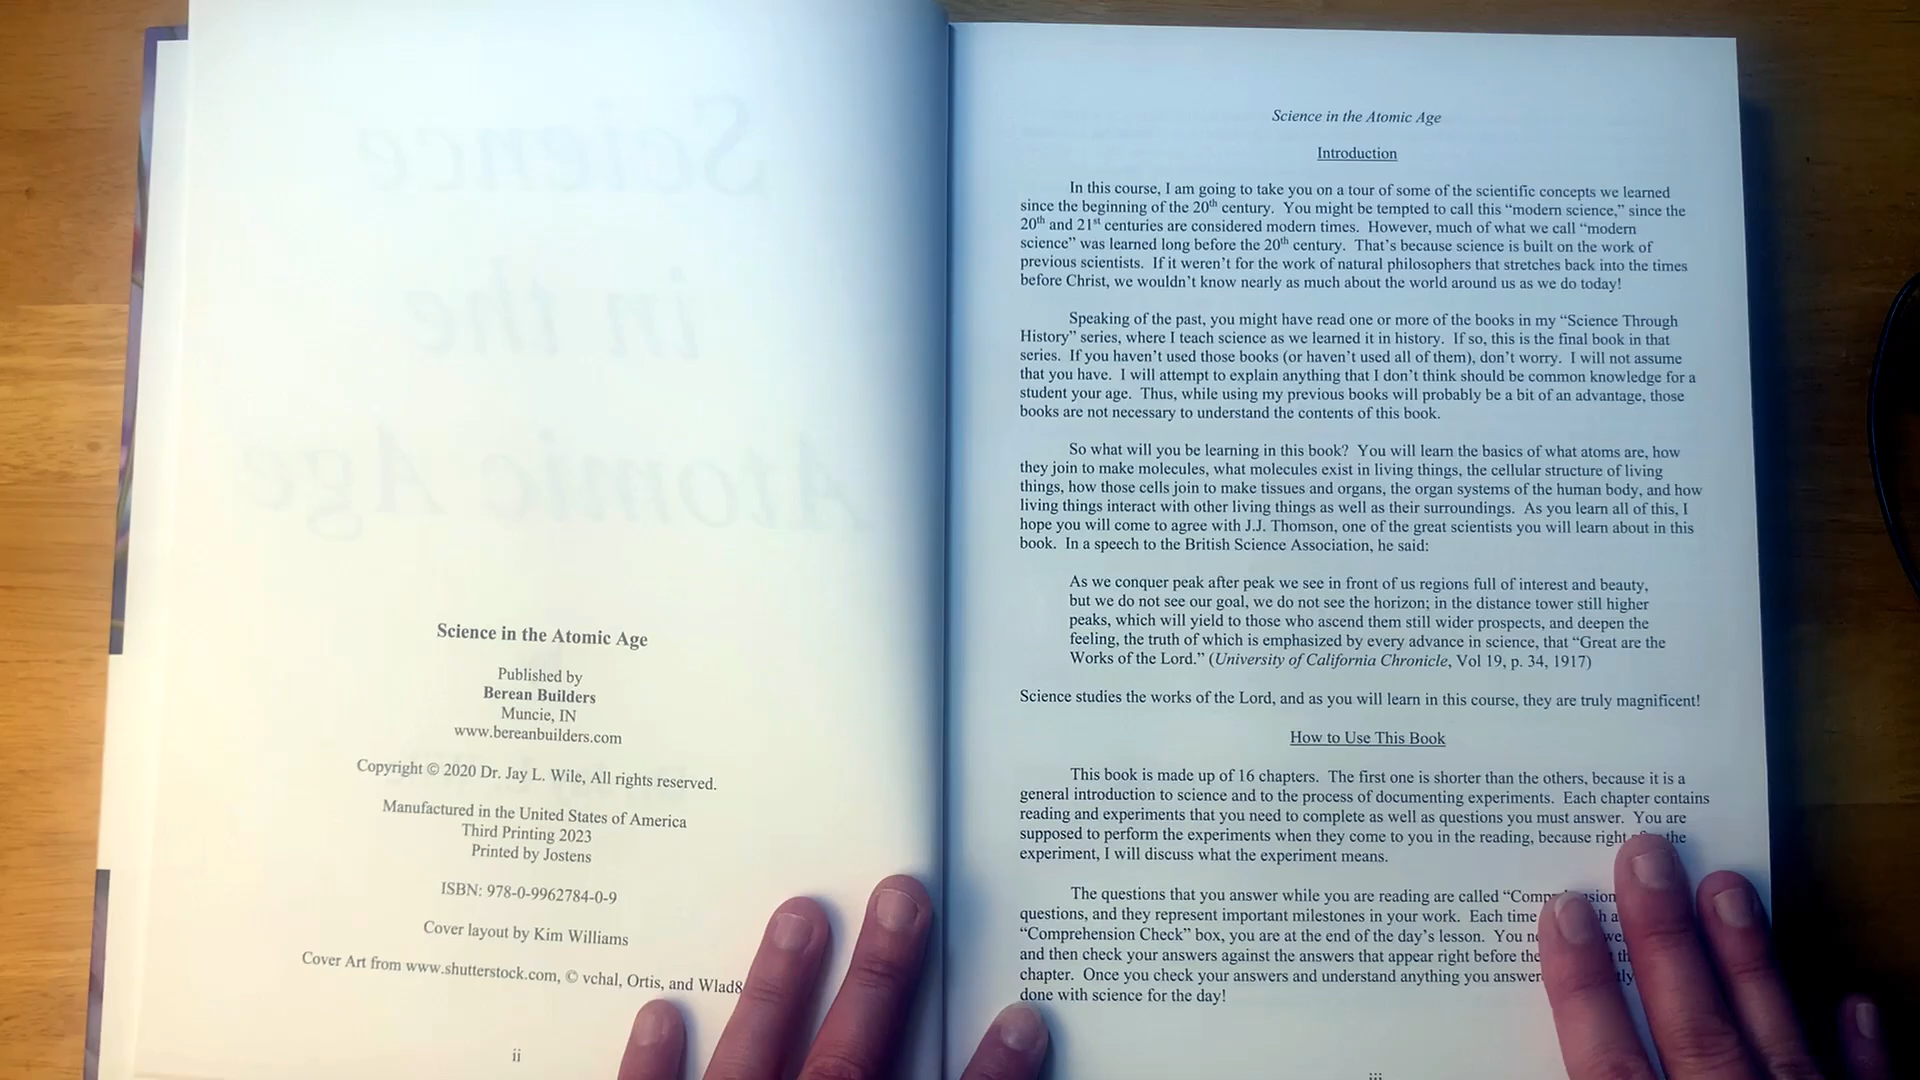 Science
in the
Atomic Age
Science in the Atomic Age
Published by
Berean Builders
Muncie, IN
www.bereanbuilders.com
Copyright © 2020 Dr. Jay L. Wile, All rights reserved.
Manufactured in the United States of America
Third Printing 2023
Printed by Jostens
ISBN: 978-0-9962784-0-9
Cover layout by Kim Williams
Cover Art from www.shutterstock.com, © vchal, Ortis, and Wlad8
ii
Science in the Atomic Age
Introduction
In this course, I am going to take you on a tour of some of the scientific concepts we learned
since the beginning of the 20th century. You might be tempted to call this “modern science,” since the
20th and 21st centuries are considered modern times. However, much of what we call “modern
science” was learned long before the 20th century. That’s because science is built on the work of
previous scientists. If it weren’t for the work of natural philosophers that stretches back into the times
before Christ, we wouldn’t know nearly as much about the world around us as we do today!
Speaking of the past, you might have read one or more of the books in my “Science Through
History” series, where I teach science as we learned it in history. If so, this is the final book in that
series. If you haven’t used those books (or haven’t used all of them), don’t worry. I will not assume
that you have. I will attempt to explain anything that I don’t think should be common knowledge for a
student your age. Thus, while using my previous books will probably be a bit of an advantage, those
books are not necessary to understand the contents of this book.
So what will you be learning in this book? You will learn the basics of what atoms are, how
they join to make molecules, what molecules exist in living things, the cellular structure of living
things, how those cells join to make tissues and organs, the organ systems of the human body, and how
living things interact with other living things as well as their surroundings. As you learn all of this, I
hope you will come to agree with J.J. Thomson, one of the great scientists you will learn about in this
book. In a speech to the British Science Association, he said:
As we conquer peak after peak we see in front of us regions full of interest and beauty,
but we do not see our goal, we do not see the horizon; in the distance tower still higher
peaks, which will yield to those who ascend them still wider prospects, and deepen the
feeling, the truth of which is emphasized by every advance in science, that “Great are the
Works of the Lord.” (University of California Chronicle, Vol 19, p. 34, 1917)
Science studies the works of the Lord, and as you will learn in this course, they are truly magnificent!
How to Use This Book
This book is made up of 16 chapters. The first one is shorter than the others, because it is a
general introduction to science and to the process of documenting experiments. Each chapter contains
reading and experiments that you need to complete as well as questions you must answer. You are
supposed to perform the experiments when they come to you in the reading, because right the
experiment, I will discuss what the experiment means.
The questions that you answer while you are reading are called
questions, and they represent important milestones in your work. Each time
“Comprehension Check” box, you are at the end of the day’s lesson. You
and then check your answers against the answers that appear right before the
chapter. Once you check your answers and understand anything you
done with science for the day!